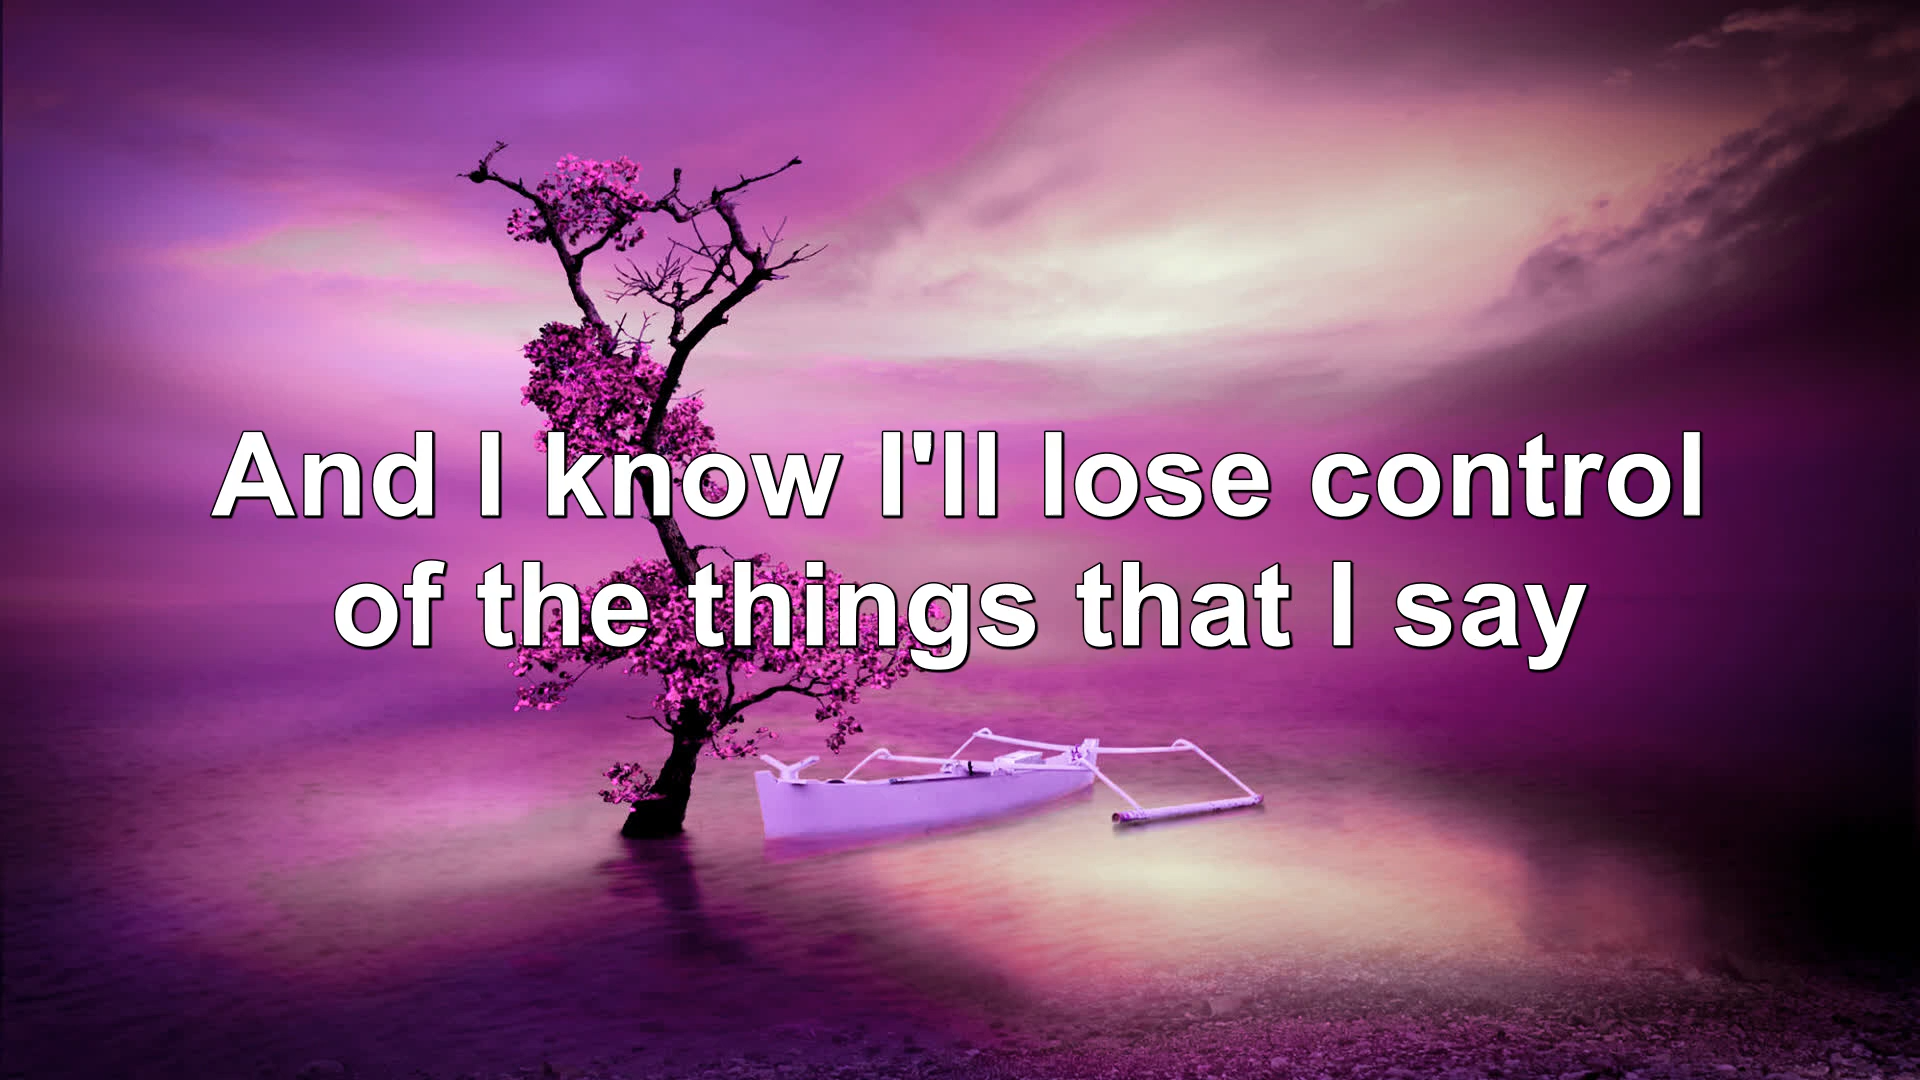 And I know I'll lose control
of the things that I say